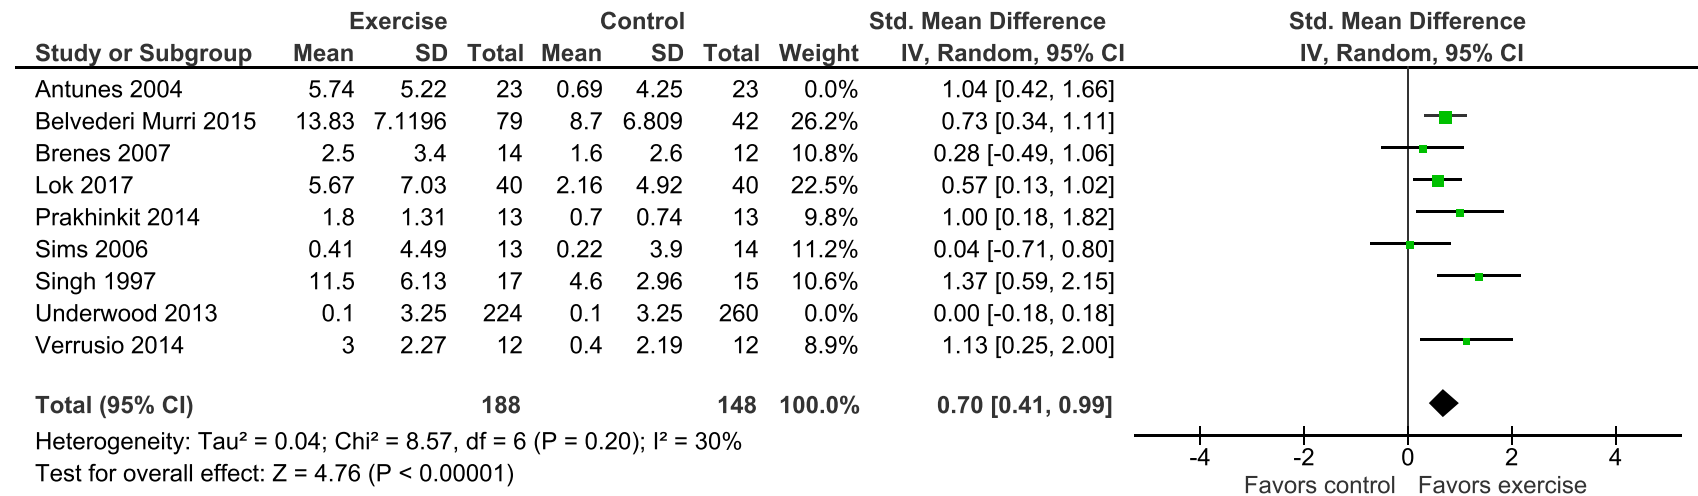 Exercise Control Std. Mean Difference Std. Mean Difference
Study or Subgroup Mean SD Total Mean SD Total Weight IV, Random, 95% CI IV, Random, 95% CI
Antunes 2004 5.74 5.22 23 0.69 4.25 23 0.0% 1.04 [0.42, 1.66]
Belvederi Murri 2015 13.83 7.1196 79 8.7 6.809 42 26.2% 0.73 [0.34, 1.11]
Brenes 2007 2.5 3.4 14 1.6 2.6 12 10.8% 0.28 [-0.49, 1.06]
Lok 2017 5.67 7.03 40 2.16 4.92 40 22.5% 0.57 [0.13, 1.02]
Prakhinkit 2014 1.8 1.31 13 0.7 0.74 13 9.8% 1.00 [0.18, 1.82]
Sims 2006 0.41 4.49 13 0.22 3.9 14 11.2% 0.04 [-0.71, 0.80]
Singh 1997 11.5 6.13 17 4.6 2.96 15 10.6% 1.37 [0.59, 2.15]
Underwood 2013 0.1 3.25 224 0.1 3.25 260 0.0% 0.00 [-0.18, 0.18]
Verrusio 2014 3 2.27 12 0.4 2.19 12 8.9% 1.13 [0.25, 2.00]
Total (95% CI) 188 148 100.0% 0.70 [0.41, 0.99]
Heterogeneity: Tau² = 0.04; Chi² = 8.57, df = 6 (P = 0.20); I² = 30%
Test for overall effect: Z = 4.76 (P < 0.00001)
-4 -2 0 2 4
Favors control Favors exercise